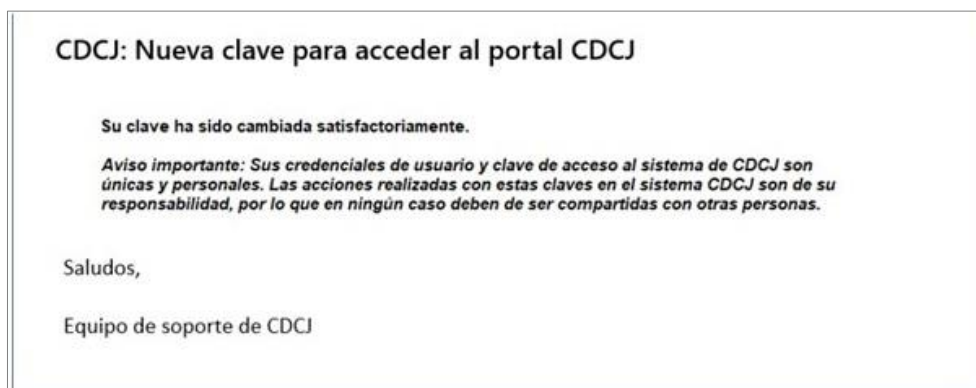 CDCJ: Nueva clave para acceder al portal CDCJ
Su clave ha sido cambiada satisfactoriamente.
Aviso importante: Sus credenciales de usuario y clave de acceso al sistema de CDCJ son
únicas y personales. Las acciones realizadas con estas claves en el sistema CDCJ son de su
responsabilidad, por lo que en ningún caso deben de ser compartidas con otras personas.
Saludos,
Equipo de soporte de CDCJ